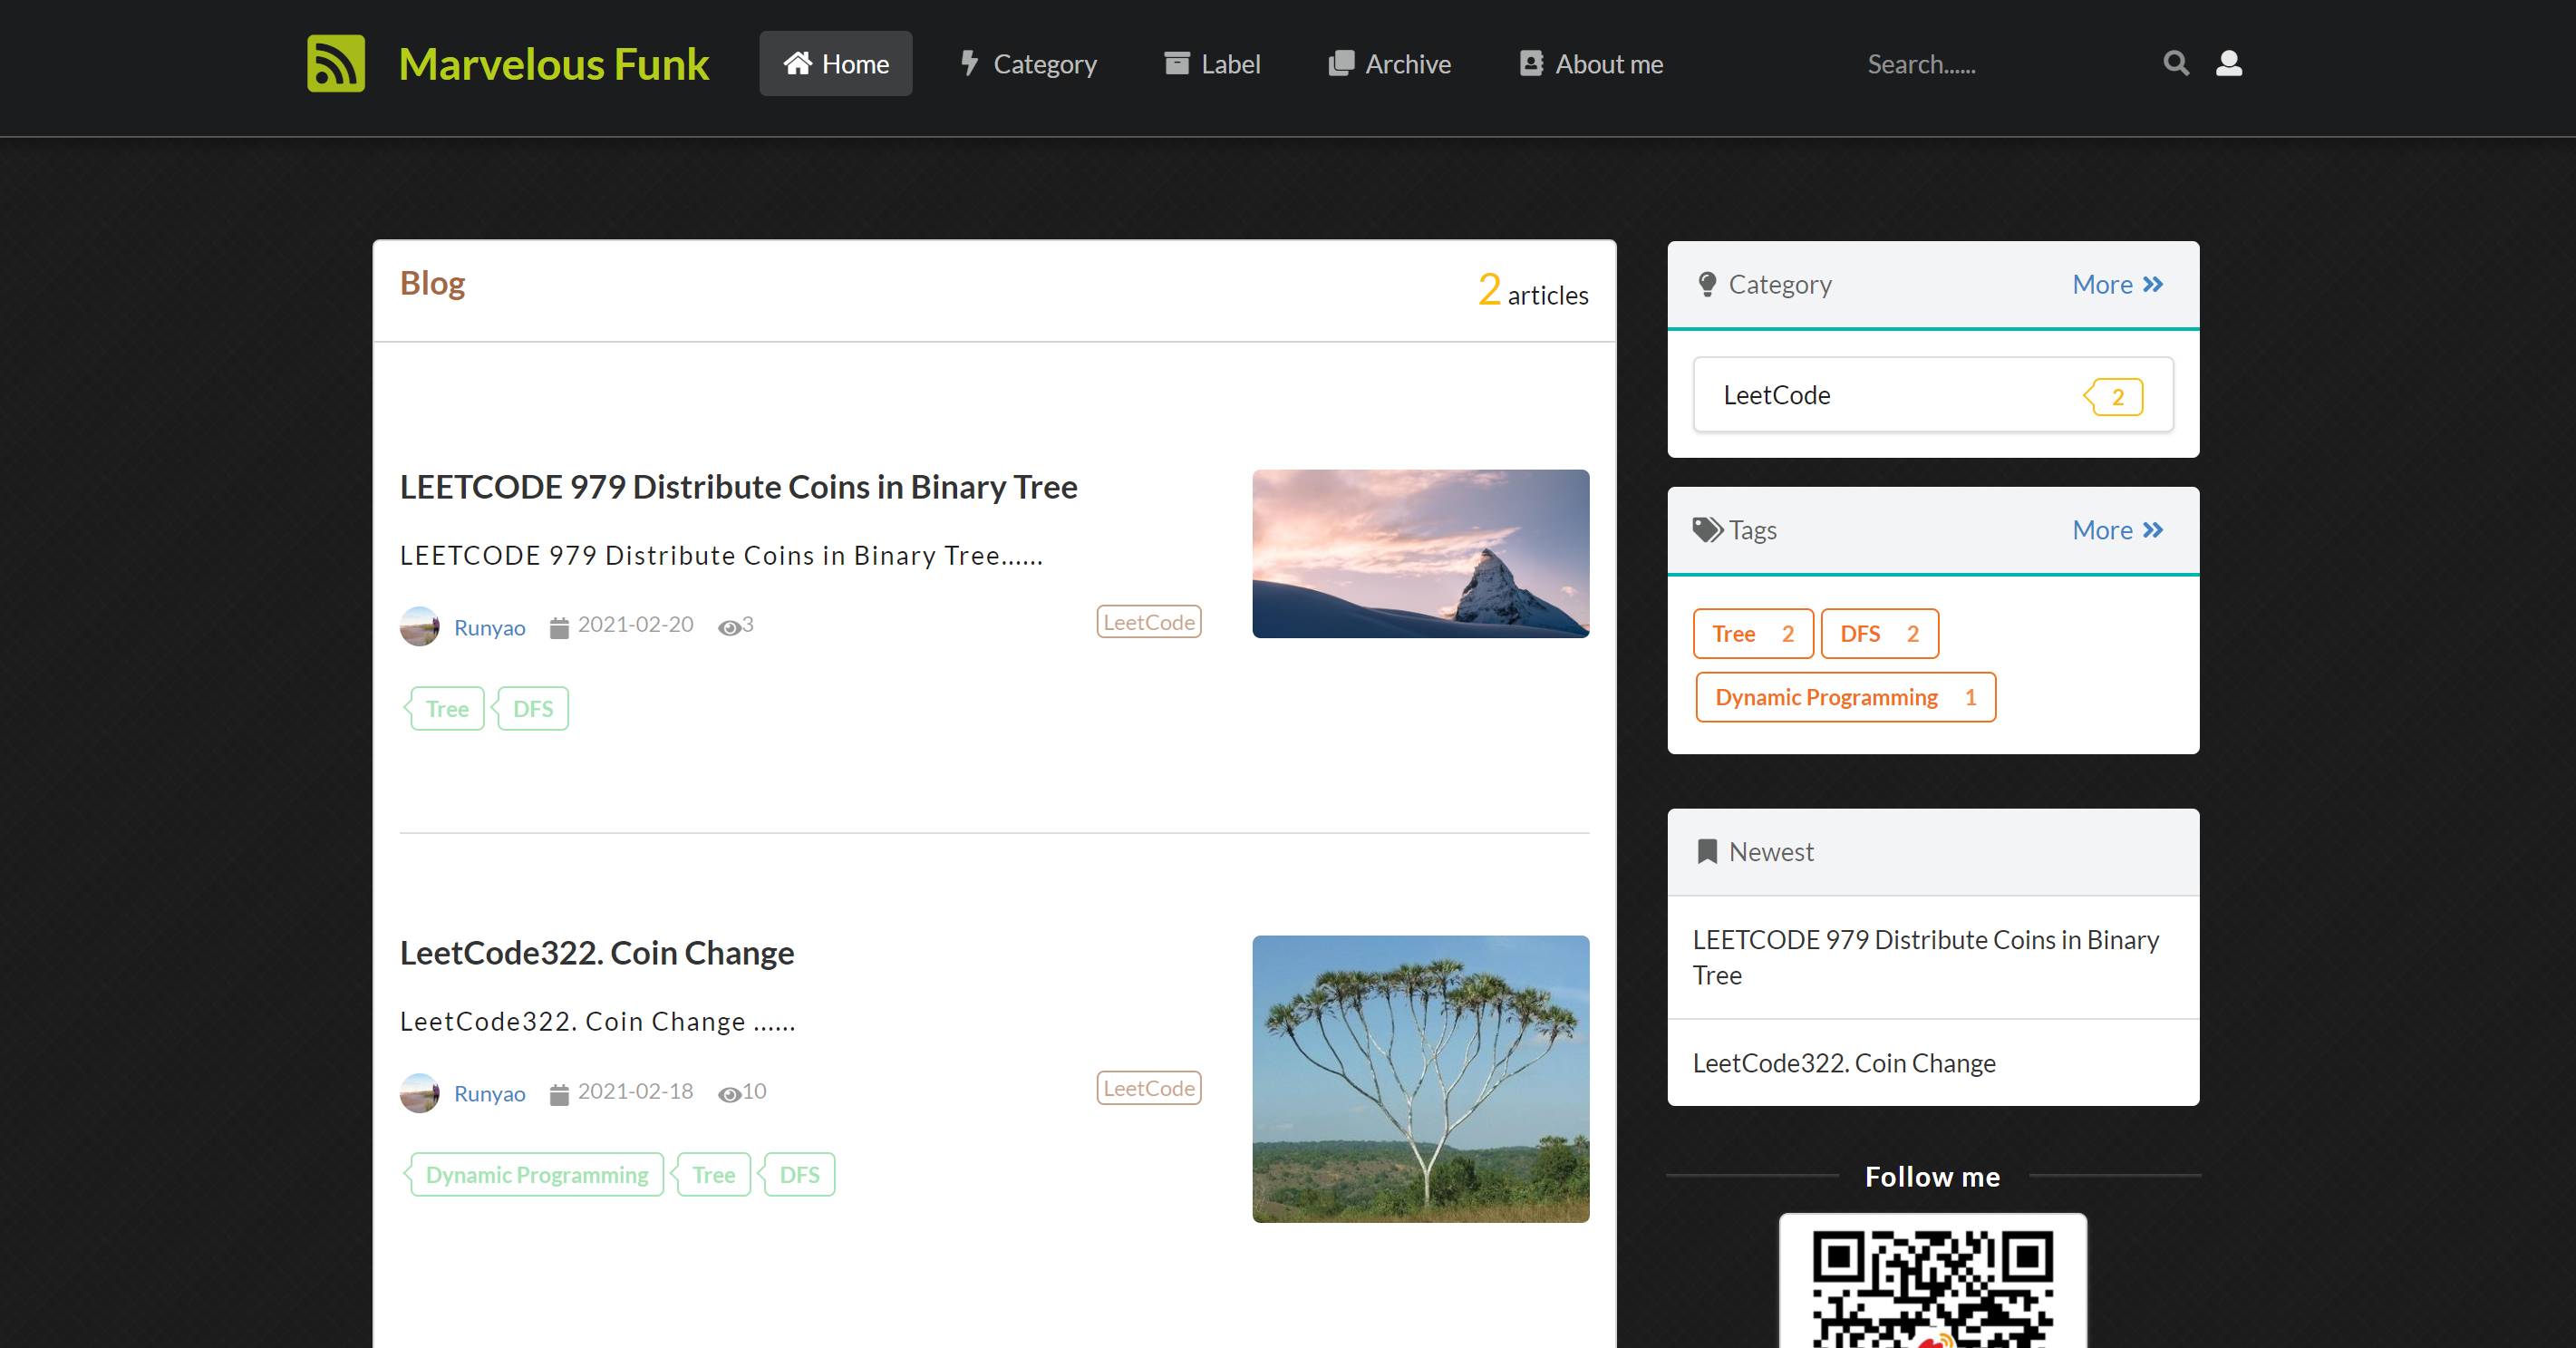 Marvelous Funk
Home
Category
Label
Archive
About me
Search......
Blog
2 articles
LEETCODE 979 Distribute Coins in Binary Tree
LEETCODE 979 Distribute Coins in Binary Tree......
Runyao 2021-02-20 3 LeetCode
Tree DFS
LeetCode322. Coin Change
LeetCode322. Coin Change ......
Runyao 2021-02-18 10 LeetCode
Dynamic Programming Tree DFS
Category More
LeetCode 2
Tags More
Tree 2 DFS 2
Dynamic Programming 1
Newest
LEETCODE 979 Distribute Coins in Binary
Tree
LeetCode322. Coin Change
Follow me